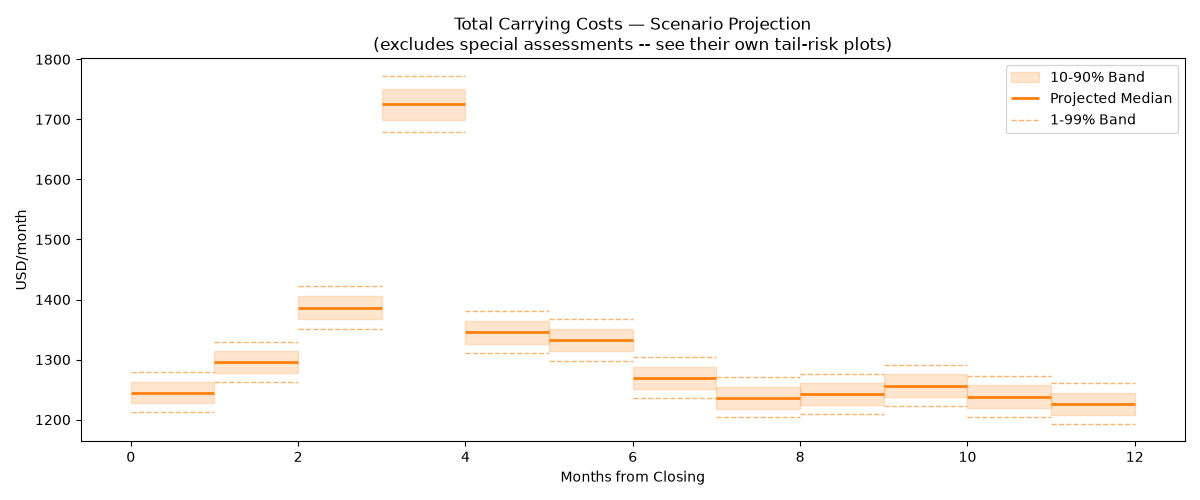 Total Carrying Costs — Scenario Projection
(excludes special assessments -- see their own tail-risk plots)
1800
1700
1600
1500
1400
1300
1200
USD/month
10-90% Band
Projected Median
1-99% Band
0 2 4 6 8 10 12
Months from Closing